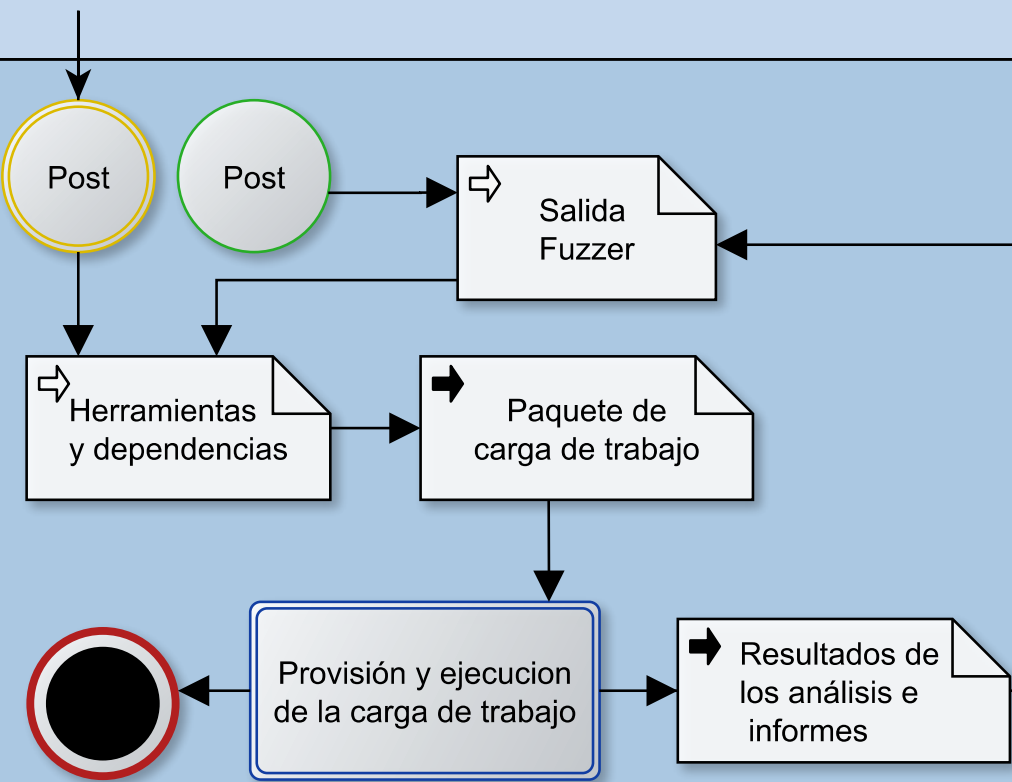 Post
Post
Salida
Fuzzer
Herramientas
y dependencias
Paquete de
carga de trabajo
Provisión y ejecucion
de la carga de trabajo
Resultados de
los análisis e
informes